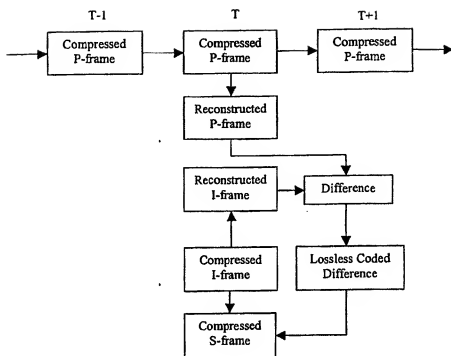 T-1 T T+1
Compressed Compressed Compressed
P-frame P-frame P-frame
Reconstructed
P-frame
Reconstructed
I-frame
Difference
Compressed
I-frame
Lossless Coded
Difference
Compressed
S-frame